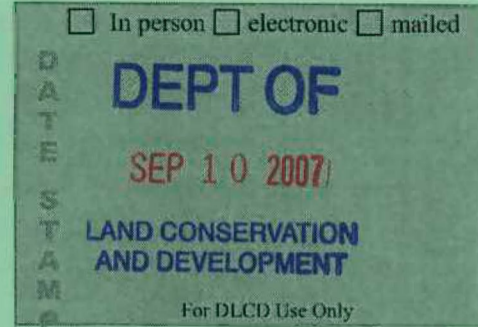 ☐ In person ☐ electronic ☐ mailed
DATE STAMP
DEPT OF
SEP 10 2007
LAND CONSERVATION
AND DEVELOPMENT
For DLCD Use Only